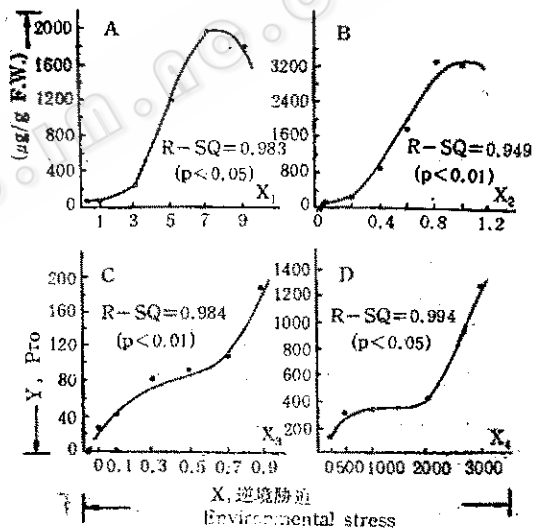 (μg/g F.W.)
2000
1600
1200
800
400
0
A
R-SQ=0.983
(p<0.05)
1 3 5 7 9 X1
3200
2400
1600
800
0
B
R-SQ=0.949
(p<0.01)
0 0.4 0.8 X2 1.2
Y, Pro
200
160
120
80
40
0
C
R-SQ=0.984
(p<0.01)
X3
0 0.1 0.3 0.5 0.7 0.9
1400
1200
1000
800
600
400
200
D
R-SQ=0.994
(p<0.05)
X4
0 500 1000 2000 3000
X, 逆境胁迫
Environmental stress